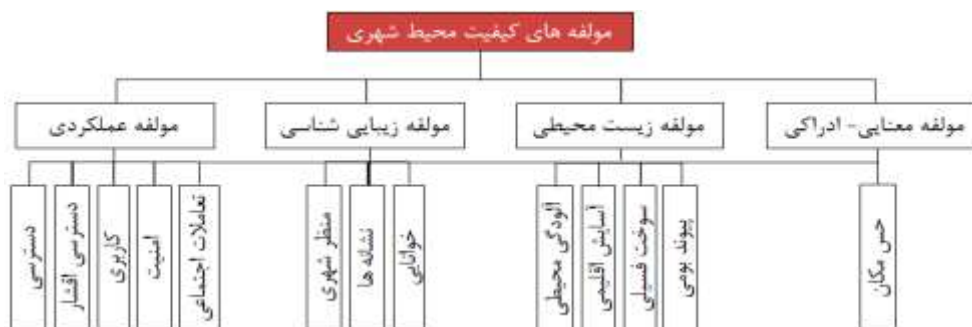 مولفه های کیفیت محیط شهری
مولفه معنایی- ادراکی
مولفه زیست محیطی
مولفه زیبایی شناسی
مولفه عملکردی
حس مکان
پیوند بومی
سوخت فسیلی
آسایش اقلیمی
آلودگی محیطی
خوانایی
نشانه ها
منظر شهری
تعاملات اجتماعی
امنیت
کاربری
دسترسی اقشار
دسترسی